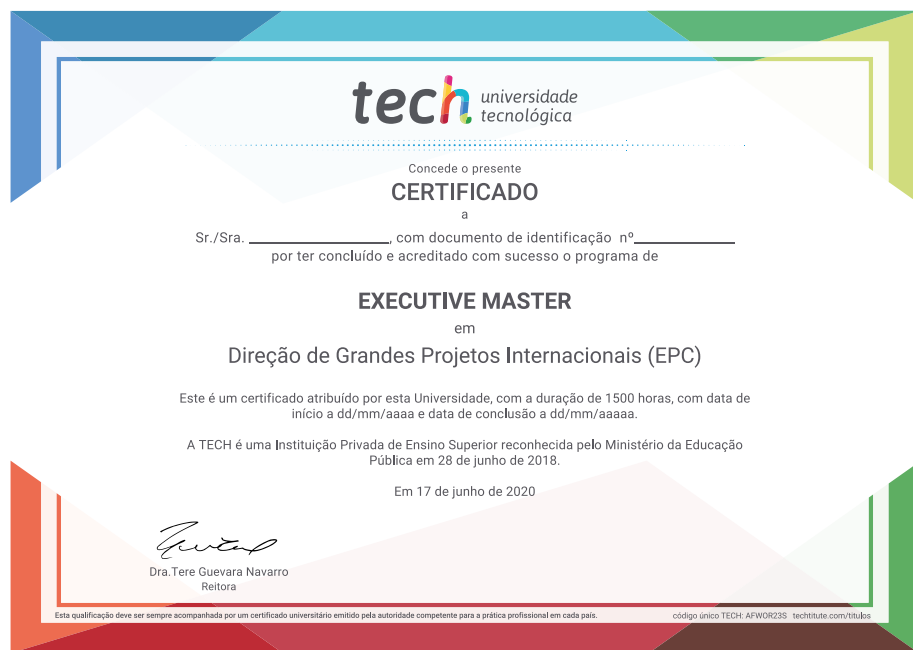 tech universidade
tecnológica
Concede o presente
CERTIFICADO
a
Sr./Sra. ____________________, com documento de identificação nº______________
por ter concluído e acreditado com sucesso o programa de
EXECUTIVE MASTER
em
Direção de Grandes Projetos Internacionais (EPC)
Este é um certificado atribuído por esta Universidade, com a duração de 1500 horas, com data de
início a dd/mm/aaaa e data de conclusão a dd/mm/aaaaa.
A TECH é uma Instituição Privada de Ensino Superior reconhecida pelo Ministério da Educação
Pública em 28 de junho de 2018.
Em 17 de junho de 2020
Dra.Tere Guevara Navarro
Reitora
Esta qualificação deve ser sempre acompanhada por um certificado universitário emitido pela autoridade competente para a prática profissional em cada país. código único TECH: AFWOR23S techtitute.com/titulos